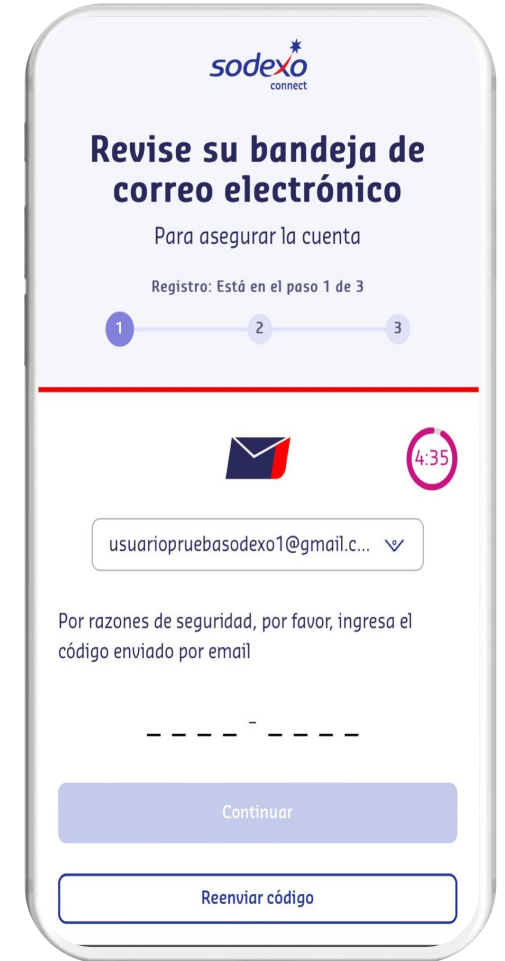 sodexo
connect
Revise su bandeja de
correo electrónico
Para asegurar la cuenta
Registro: Está en el paso 1 de 3
1 2 3
4:35
usuariopruebasodexo1@gmail.c...
Por razones de seguridad, por favor, ingresa el
código enviado por email
_ _ _ _ - _ _ _ _
Continuar
Reenviar código